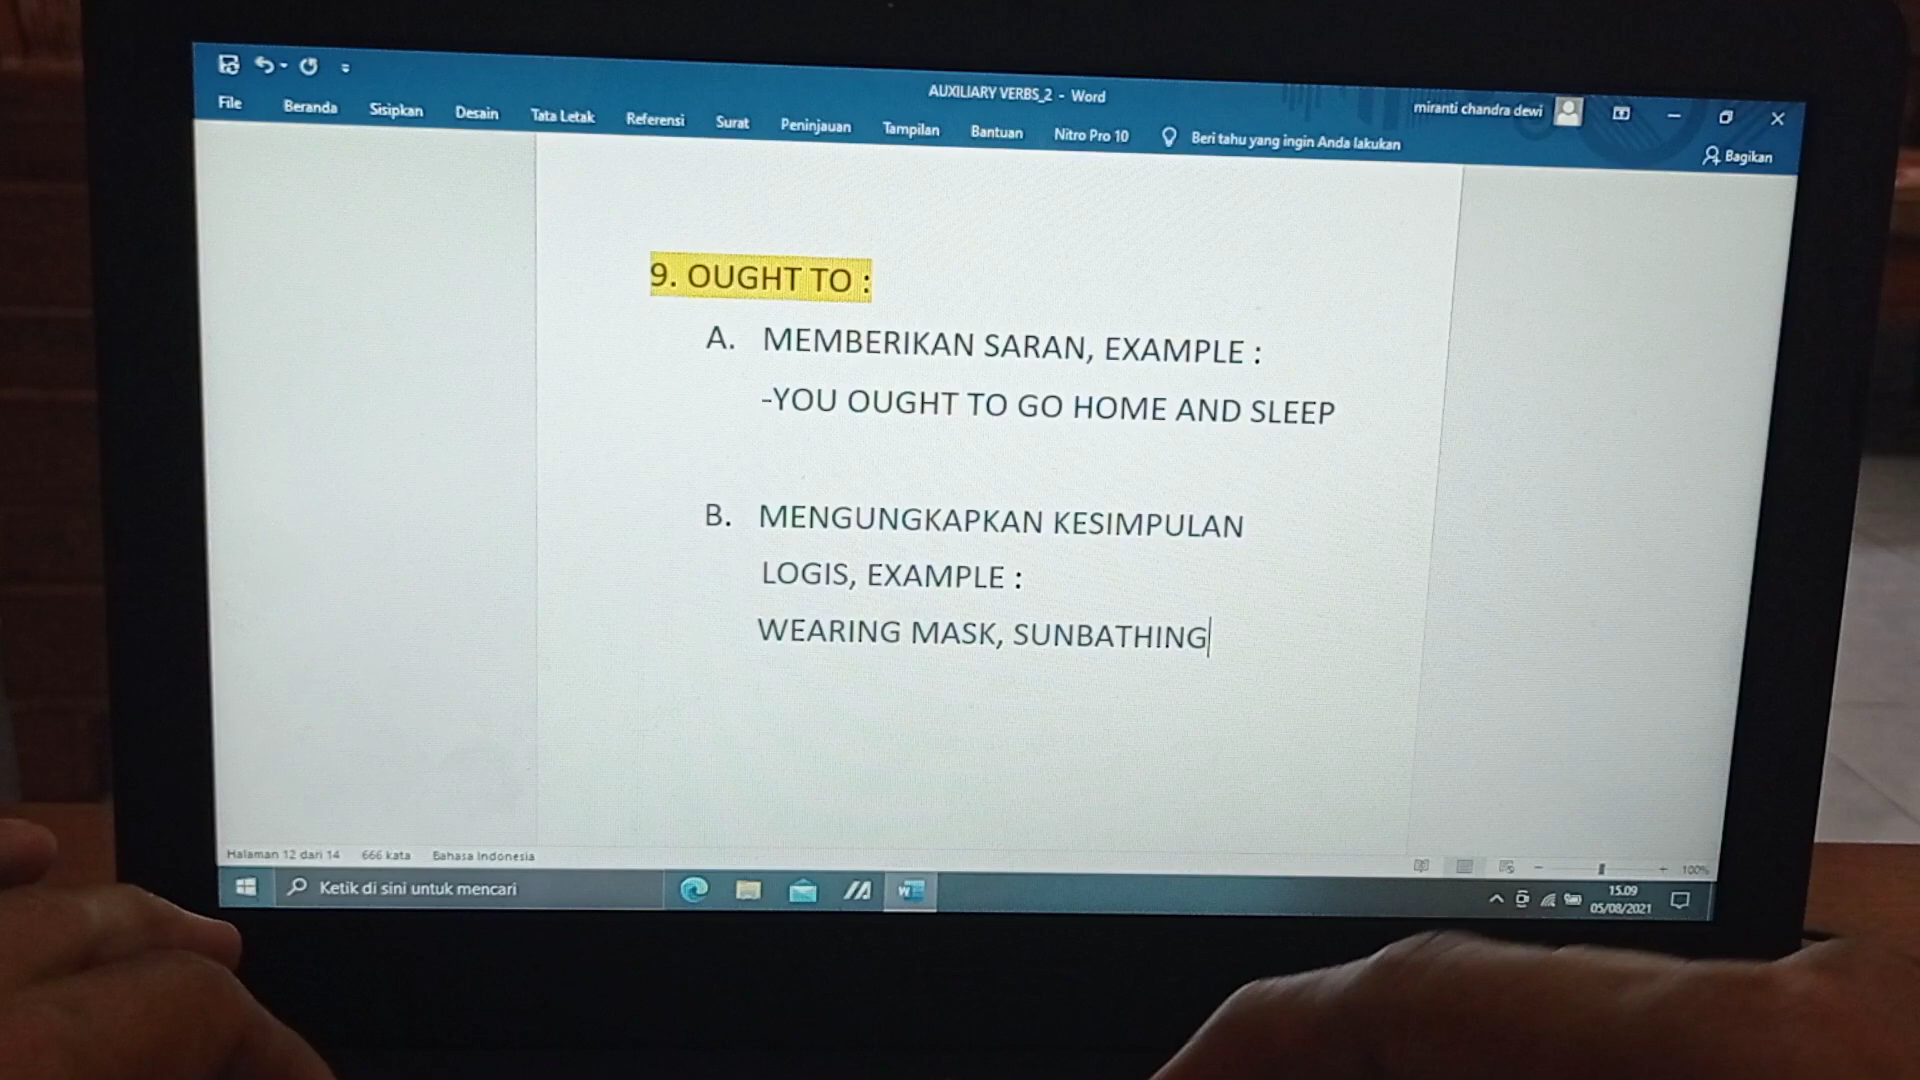 AUXILIARY VERBS_2 - Word
miranti chandra dewi
File Beranda Sisipkan Desain Tata Letak Referensi Surat Peninjauan Tampilan Bantuan Nitro Pro 10 Beri tahu yang ingin Anda lakukan
Bagikan
9. OUGHT TO :
A. MEMBERIKAN SARAN, EXAMPLE :
-YOU OUGHT TO GO HOME AND SLEEP
B. MENGUNGKAPKAN KESIMPULAN
LOGIS, EXAMPLE :
WEARING MASK, SUNBATHING
Halaman 12 dari 14 666 kata Bahasa Indonesia
100%
Ketik di sini untuk mencari
15.09
05/08/2021